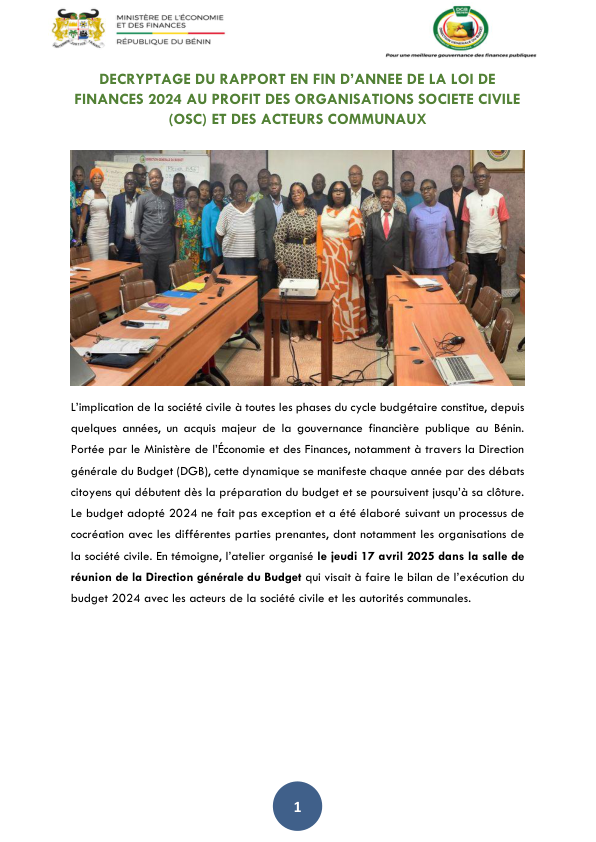 MINISTÈRE DE L'ÉCONOMIE
ET DES FINANCES
RÉPUBLIQUE DU BÉNIN
DGB
Pour une meilleure gouvernance des finances publiques
DECRYPTAGE DU RAPPORT EN FIN D'ANNEE DE LA LOI DE
FINANCES 2024 AU PROFIT DES ORGANISATIONS SOCIETE CIVILE
(OSC) ET DES ACTEURS COMMUNAUX
L'implication de la société civile à toutes les phases du cycle budgétaire constitue, depuis
quelques années, un acquis majeur de la gouvernance financière publique au Bénin.
Portée par le Ministère de l'Économie et des Finances, notamment à travers la Direction
générale du Budget (DGB), cette dynamique se manifeste chaque année par des débats
citoyens qui débutent dès la préparation du budget et se poursuivent jusqu'à sa clôture.
Le budget adopté 2024 ne fait pas exception et a été élaboré suivant un processus de
cocréation avec les différentes parties prenantes, dont notamment les organisations de
la société civile. En témoigne, l'atelier organisé le jeudi 17 avril 2025 dans la salle de
réunion de la Direction générale du Budget qui visait à faire le bilan de l'exécution du
budget 2024 avec les acteurs de la société civile et les autorités communales.
1